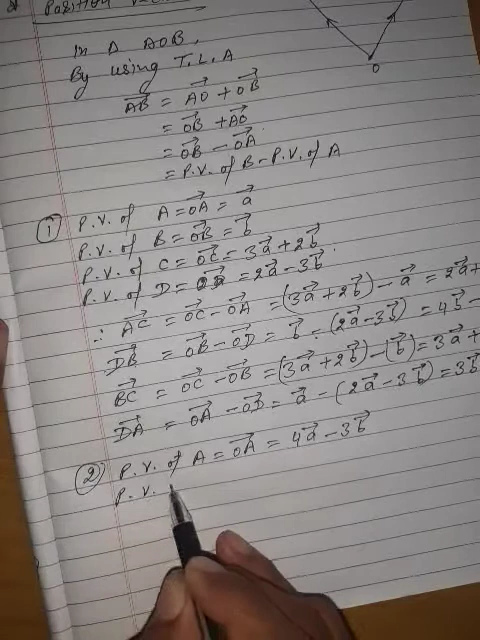 Position
In Δ AOB,
By using T.L.A
O
AB⃗ = AO⃗ + OB⃗
= OB⃗ + AO⃗
= OB⃗ - OA⃗
= P.V. of B - P.V. of A
① P.V. of A = OA⃗ = a⃗
P.V. of B = OB⃗ = b⃗
P.V. of C = OC⃗ = 3a⃗ + 2b⃗
P.V. of D = OD⃗ = 2a⃗ - 3b⃗
∴ AC⃗ = OC⃗ - OA⃗ = (3a⃗ + 2b⃗) - a⃗ = 2a⃗ +
DB⃗ = OB⃗ - OD⃗ = b⃗ - (2a⃗ - 3b⃗) = 4b⃗ -
BC⃗ = OC⃗ - OB⃗ = (3a⃗ + 2b⃗) - (b⃗) = 3a⃗ +
DA⃗ = OA⃗ - OD⃗ = a⃗ - (2a⃗ - 3b⃗) = 3b⃗
② P.V. of A = OA⃗ = 4a⃗ - 3b⃗
P.V.